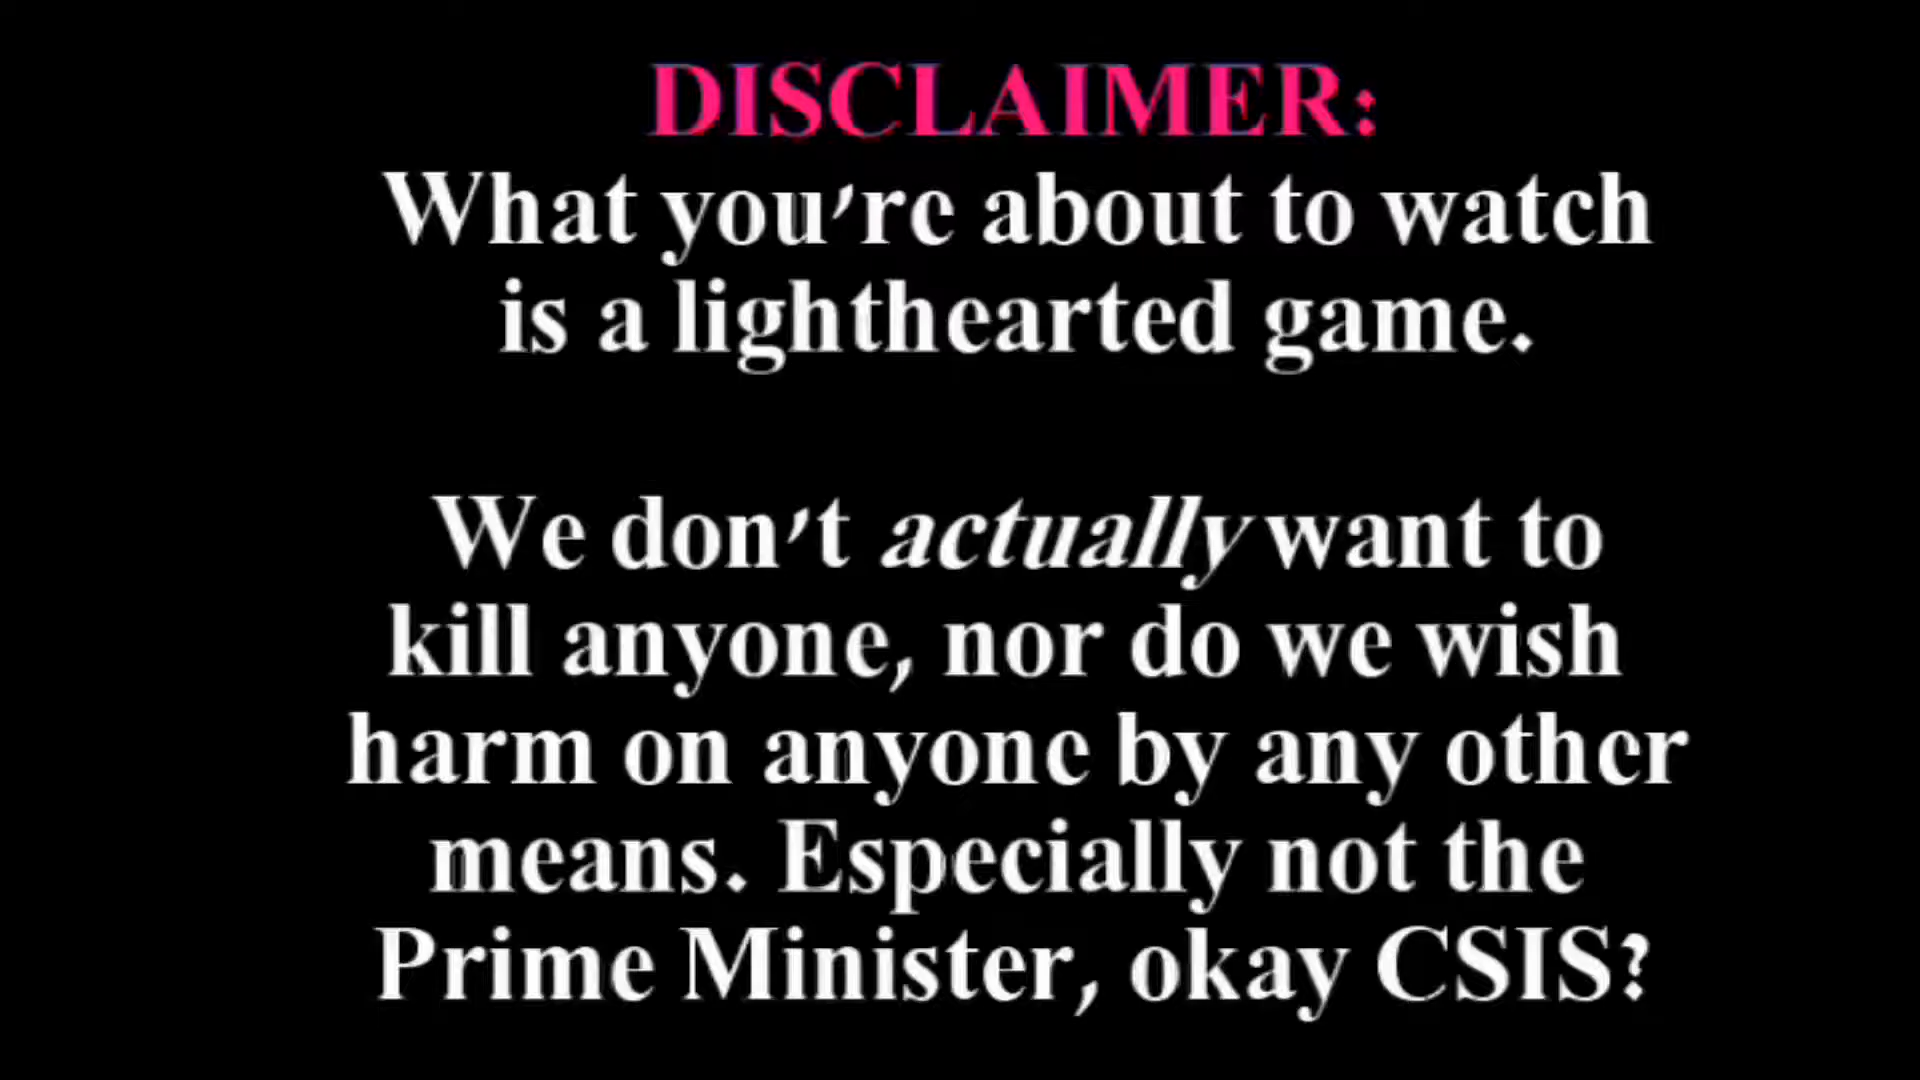 DISCLAIMER:
What you're about to watch
is a lighthearted game.
We don't actually want to
kill anyone, nor do we wish
harm on anyone by any other
means. Especially not the
Prime Minister, okay CSIS?